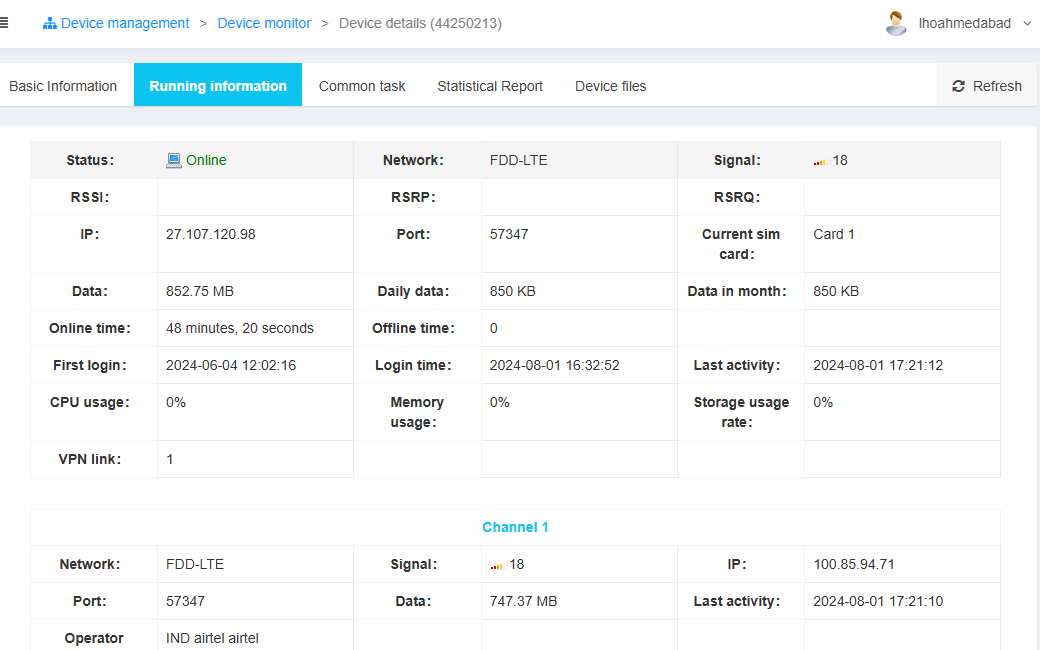 Device management > Device monitor > Device details (44250213)
lhoahmedabad
Basic Information Running information Common task Statistical Report Device files Refresh
Status: Online Network: FDD-LTE Signal: 18
RSSI: RSRP: RSRQ:
IP: 27.107.120.98 Port: 57347 Current sim card: Card 1
Data: 852.75 MB Daily data: 850 KB Data in month: 850 KB
Online time: 48 minutes, 20 seconds Offline time: 0
First login: 2024-06-04 12:02:16 Login time: 2024-08-01 16:32:52 Last activity: 2024-08-01 17:21:12
CPU usage: 0% Memory usage: 0% Storage usage rate: 0%
VPN link: 1
Channel 1
Network: FDD-LTE Signal: 18 IP: 100.85.94.71
Port: 57347 Data: 747.37 MB Last activity: 2024-08-01 17:21:10
Operator IND airtel airtel